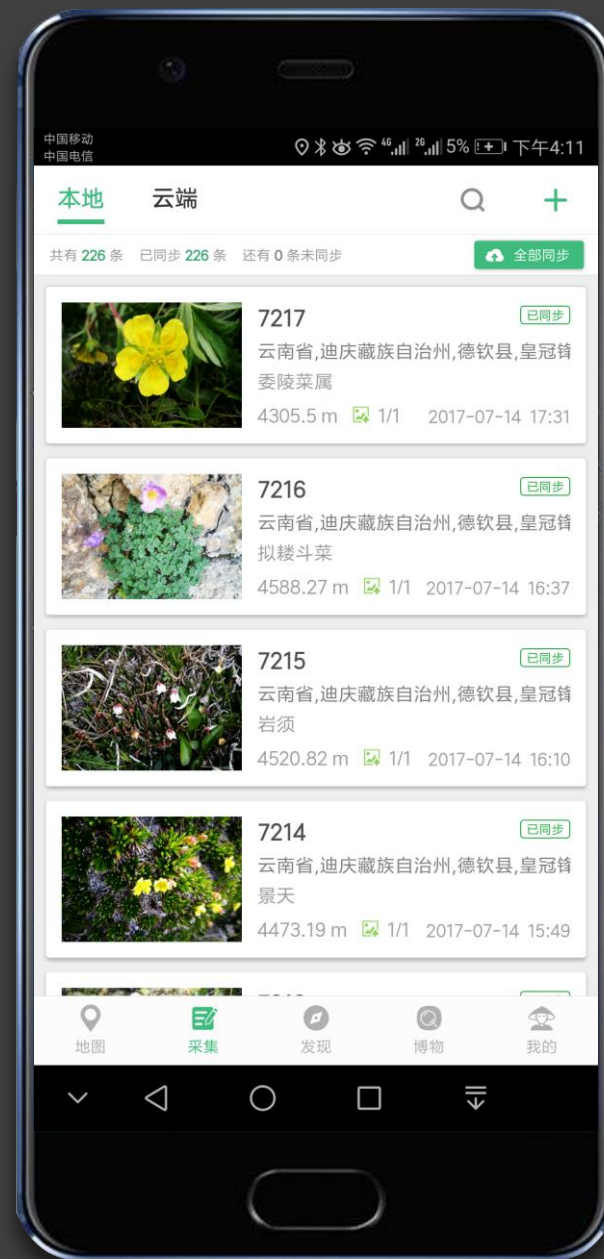 中国移动
中国电信
4G 2G 5% 下午4:11
本地 云端
共有 226 条 已同步 226 条 还有 0 条未同步 全部同步
7217 已同步
云南省,迪庆藏族自治州,德钦县,皇冠锋
委陵菜属
4305.5 m 1/1 2017-07-14 17:31
7216 已同步
云南省,迪庆藏族自治州,德钦县,皇冠锋
拟耧斗菜
4588.27 m 1/1 2017-07-14 16:37
7215 已同步
云南省,迪庆藏族自治州,德钦县,皇冠锋
岩须
4520.82 m 1/1 2017-07-14 16:10
7214 已同步
云南省,迪庆藏族自治州,德钦县,皇冠锋
景天
4473.19 m 1/1 2017-07-14 15:49
地图 采集 发现 博物 我的